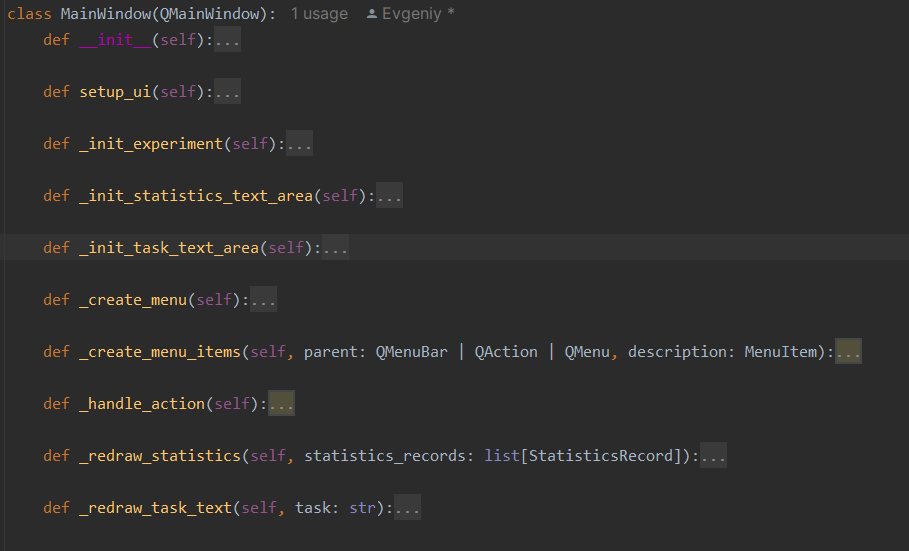 class MainWindow(QMainWindow): 1 usage Evgeniy *
def __init__(self):...
def setup_ui(self):...
def _init_experiment(self):...
def _init_statistics_text_area(self):...
def _init_task_text_area(self):...
def _create_menu(self):...
def _create_menu_items(self, parent: QMenuBar | QAction | QMenu, description: MenuItem):...
def _handle_action(self):...
def _redraw_statistics(self, statistics_records: list[StatisticsRecord]):...
def _redraw_task_text(self, task: str):...